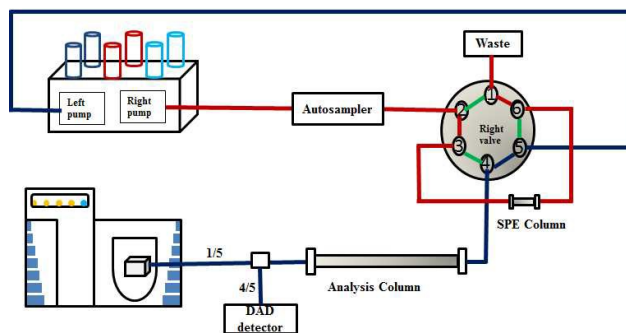 Waste
Left
pump
Right
pump
Autosampler
1
2
6
Right
valve
3
5
4
SPE Column
1/5
4/5
Analysis Column
DAD
detector